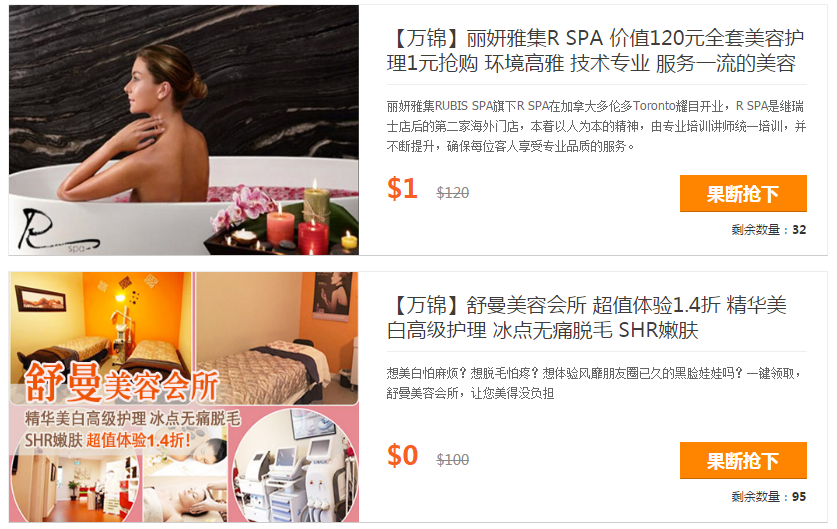 【万锦】丽妍雅集R SPA 价值120元全套美容护
理1元抢购 环境高雅 技术专业 服务一流的美容
丽妍雅集RUBIS SPA旗下R SPA在加拿大多伦多Toronto耀目开业，R SPA是继瑞
士店后的第二家海外门店，本着以人为本的精神，由专业培训讲师统一培训，并
不断提升，确保每位客人享受专业品质的服务。
$1 $120
果断抢下
剩余数量：32
R spa
【万锦】舒曼美容会所 超值体验1.4折 精华美
白高级护理 冰点无痛脱毛 SHR嫩肤
想美白怕麻烦？想脱毛怕疼？想体验风靡朋友圈已久的黑脸娃娃吗？一键领取，
舒曼美容会所，让您美得没负担
$0 $100
果断抢下
剩余数量：95
舒曼美容会所
精华美白高级护理 冰点无痛脱毛
SHR嫩肤 超值体验1.4折!